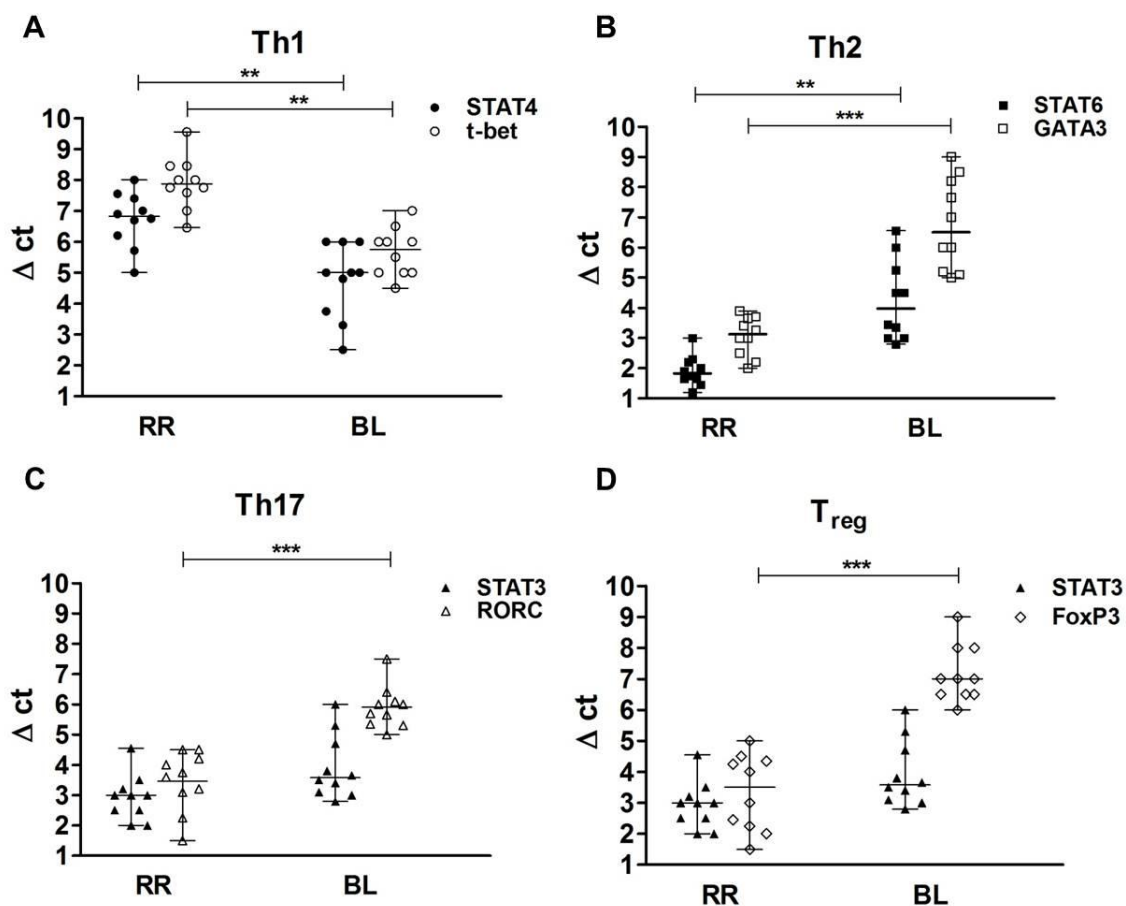 A
Th1
**
**
● STAT4
○ t-bet
10
9
8
7
6
5
4
3
2
1
Δ ct
RR BL
B
Th2
**
***
■ STAT6
□ GATA3
10
9
8
7
6
5
4
3
2
1
Δ ct
RR BL
C
Th17
***
▲ STAT3
△ RORC
10
9
8
7
6
5
4
3
2
1
Δ ct
RR BL
D
Treg
***
▲ STAT3
◇ FoxP3
10
9
8
7
6
5
4
3
2
1
Δ ct
RR BL